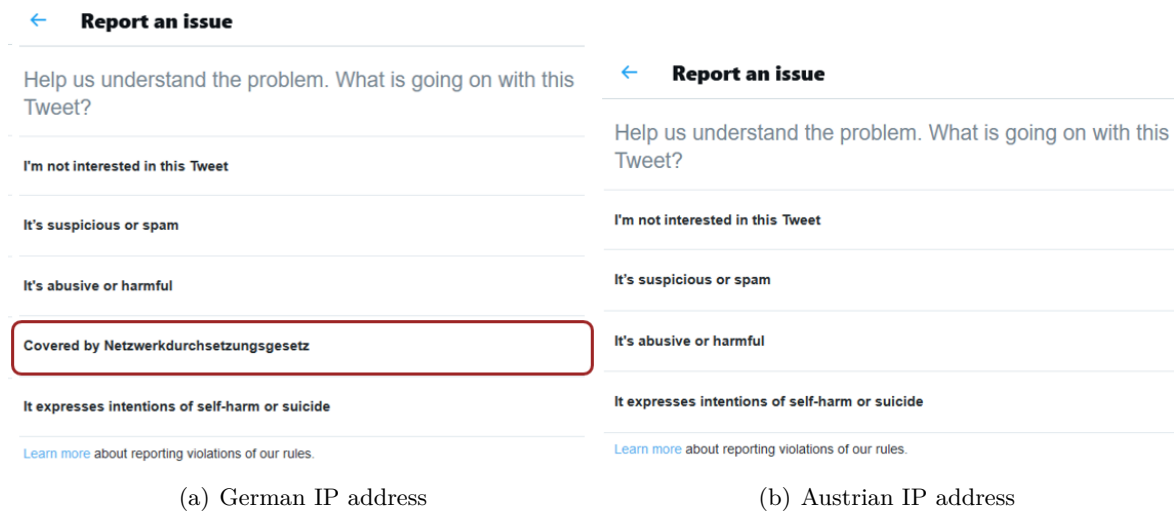 ← Report an issue
Help us understand the problem. What is going on with this
Tweet?
I'm not interested in this Tweet
It's suspicious or spam
It's abusive or harmful
Covered by Netzwerkdurchsetzungsgesetz
It expresses intentions of self-harm or suicide
Learn more about reporting violations of our rules.
(a) German IP address
← Report an issue
Help us understand the problem. What is going on with this
Tweet?
I'm not interested in this Tweet
It's suspicious or spam
It's abusive or harmful
It expresses intentions of self-harm or suicide
Learn more about reporting violations of our rules.
(b) Austrian IP address